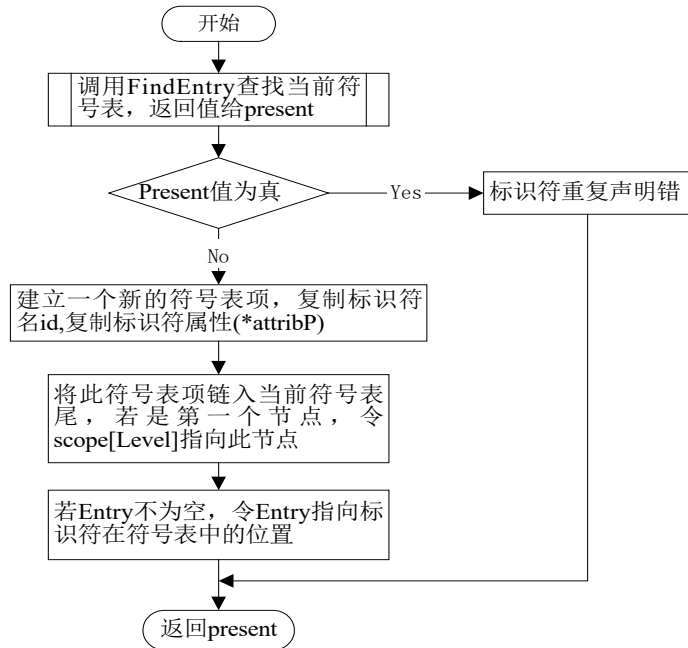 开始
调用FindEntry查找当前符
号表，返回值给present
Present值为真
Yes
标识符重复声明错
No
建立一个新的符号表项，复制标识符
名id,复制标识符属性(*attribP)
将此符号表项链入当前符号表
尾，若是第一个节点，令
scope[Level]指向此节点
若Entry不为空，令Entry指向标
识符在符号表中的位置
返回present